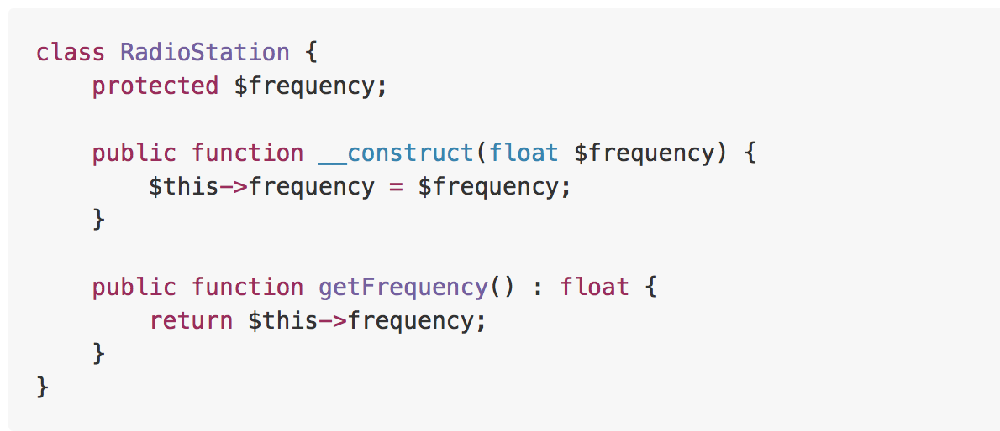 class RadioStation {
    protected $frequency;

    public function __construct(float $frequency) {
        $this->frequency = $frequency;
    }

    public function getFrequency() : float {
        return $this->frequency;
    }
}